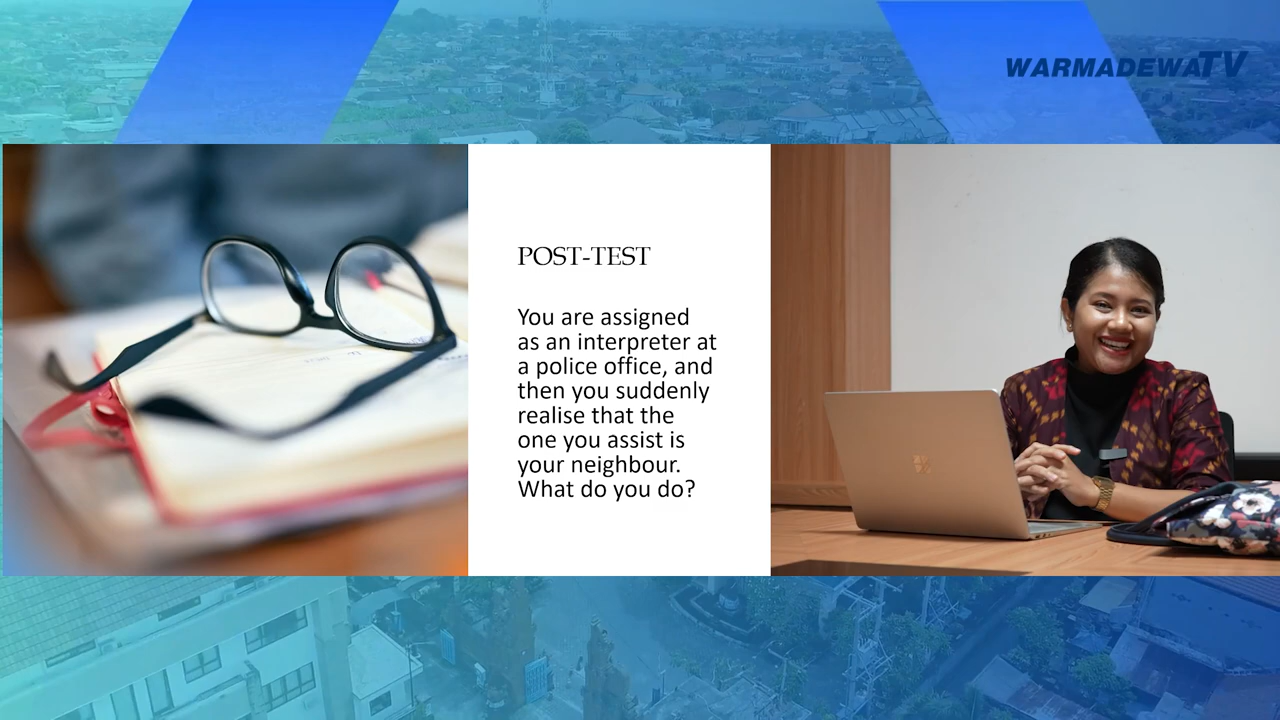 WARMADEWATV
POST-TEST
You are assigned
as an interpreter at
a police office, and
then you suddenly
realise that the
one you assist is
your neighbour.
What do you do?